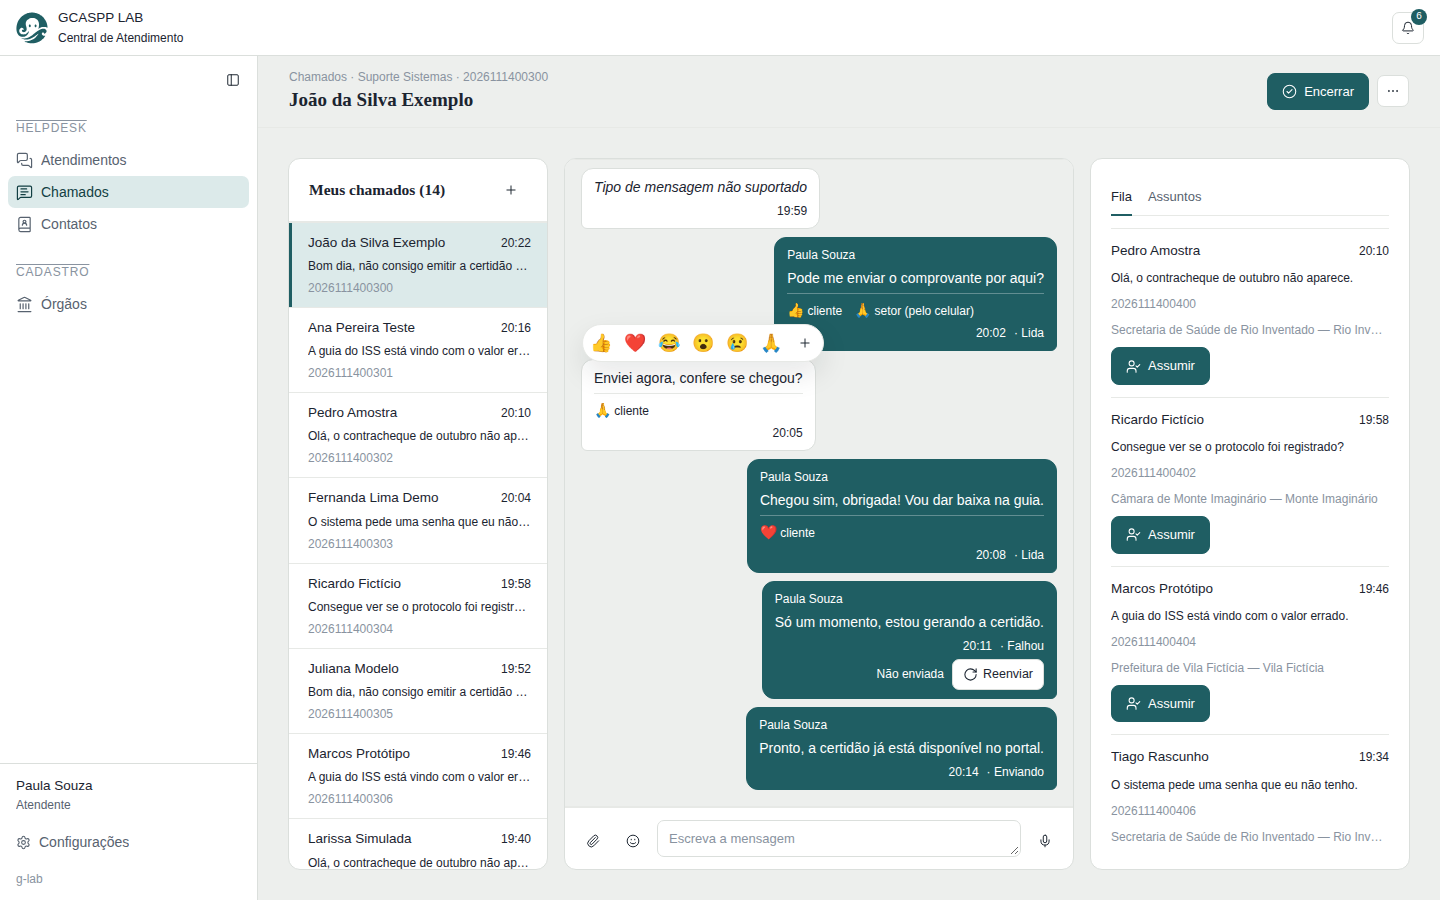 GCASPP LAB
Central de Atendimento
6
HELPDESK
Atendimentos
Chamados
Contatos
CADASTRO
Órgãos
Paula Souza
Atendente
Configurações
g-lab
Chamados · Suporte Sistemas · 2026111400300
João da Silva Exemplo
Encerrar
Meus chamados (14)
João da Silva Exemplo 20:22
Bom dia, não consigo emitir a certidão …
2026111400300
Ana Pereira Teste 20:16
A guia do ISS está vindo com o valor er…
2026111400301
Pedro Amostra 20:10
Olá, o contracheque de outubro não ap…
2026111400302
Fernanda Lima Demo 20:04
O sistema pede uma senha que eu não…
2026111400303
Ricardo Fictício 19:58
Consegue ver se o protocolo foi registr…
2026111400304
Juliana Modelo 19:52
Bom dia, não consigo emitir a certidão …
2026111400305
Marcos Protótipo 19:46
A guia do ISS está vindo com o valor er…
2026111400306
Larissa Simulada 19:40
Olá, o contracheque de outubro não ap…
Tipo de mensagem não suportado
19:59
Paula Souza
Pode me enviar o comprovante por aqui?
👍 cliente 🙏 setor (pelo celular)
20:02 · Lida
👍 ❤️ 😂 😮 😢 🙏
Enviei agora, confere se chegou?
🙏 cliente
20:05
Paula Souza
Chegou sim, obrigada! Vou dar baixa na guia.
❤️ cliente
20:08 · Lida
Paula Souza
Só um momento, estou gerando a certidão.
20:11 · Falhou
Não enviada Reenviar
Paula Souza
Pronto, a certidão já está disponível no portal.
20:14 · Enviando
Escreva a mensagem
Fila Assuntos
Pedro Amostra 20:10
Olá, o contracheque de outubro não aparece.
2026111400400
Secretaria de Saúde de Rio Inventado — Rio Inv…
Assumir
Ricardo Fictício 19:58
Consegue ver se o protocolo foi registrado?
2026111400402
Câmara de Monte Imaginário — Monte Imaginário
Assumir
Marcos Protótipo 19:46
A guia do ISS está vindo com o valor errado.
2026111400404
Prefeitura de Vila Fictícia — Vila Fictícia
Assumir
Tiago Rascunho 19:34
O sistema pede uma senha que eu não tenho.
2026111400406
Secretaria de Saúde de Rio Inventado — Rio Inv…